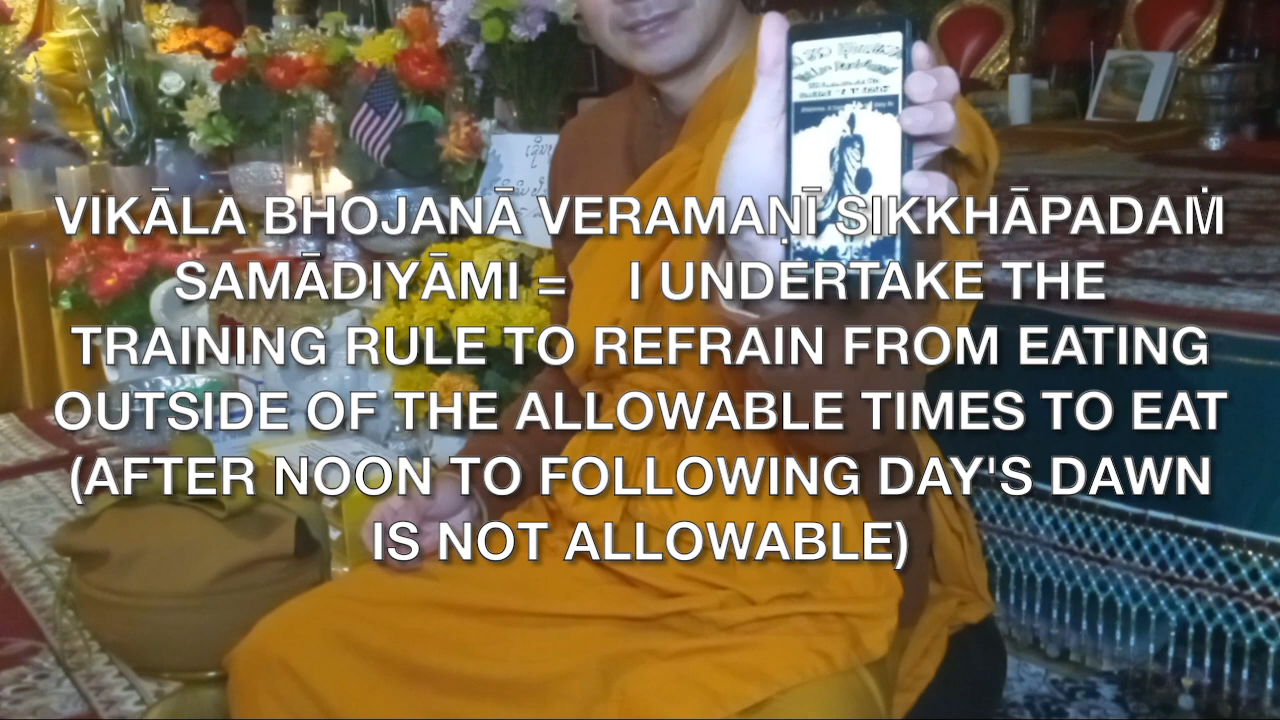 VIKĀLA BHOJANĀ VERAMAṆĪ SIKKHĀPADAṀ
SAMĀDIYĀMI = I UNDERTAKE THE
TRAINING RULE TO REFRAIN FROM EATING
OUTSIDE OF THE ALLOWABLE TIMES TO EAT
(AFTER NOON TO FOLLOWING DAY'S DAWN
IS NOT ALLOWABLE)